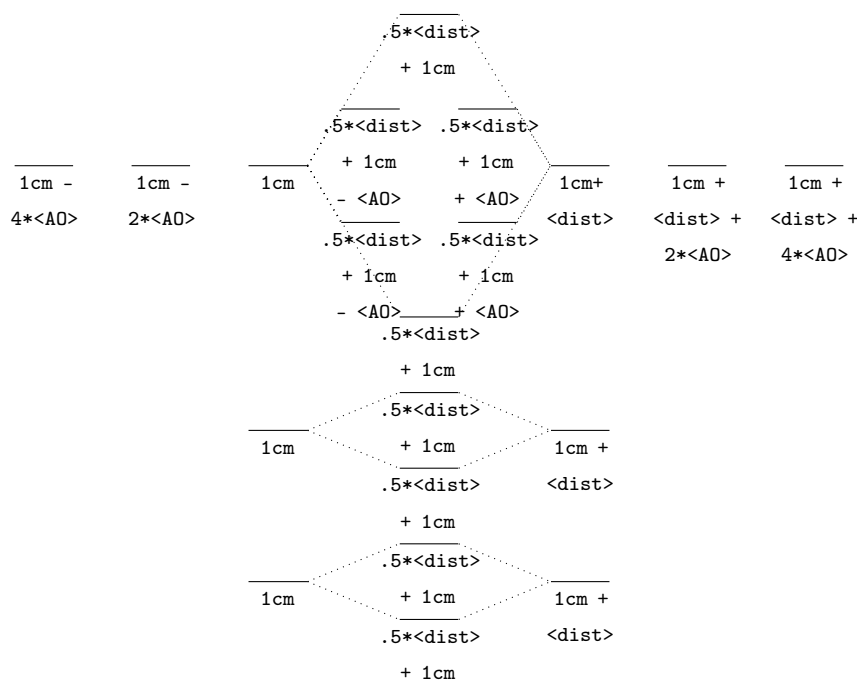 .5*<dist>
+ 1cm
.5*<dist>
+ 1cm
- <AO>
.5*<dist>
+ 1cm
+ <AO>
1cm -
4*<AO>
1cm -
2*<AO>
1cm
1cm+
<dist>
1cm +
<dist> +
2*<AO>
1cm +
<dist> +
4*<AO>
.5*<dist>
+ 1cm
- <AO>
.5*<dist>
+ 1cm
+ <AO>
.5*<dist>
+ 1cm
.5*<dist>
+ 1cm
1cm
1cm +
<dist>
.5*<dist>
+ 1cm
.5*<dist>
+ 1cm
1cm
1cm +
<dist>
.5*<dist>
+ 1cm